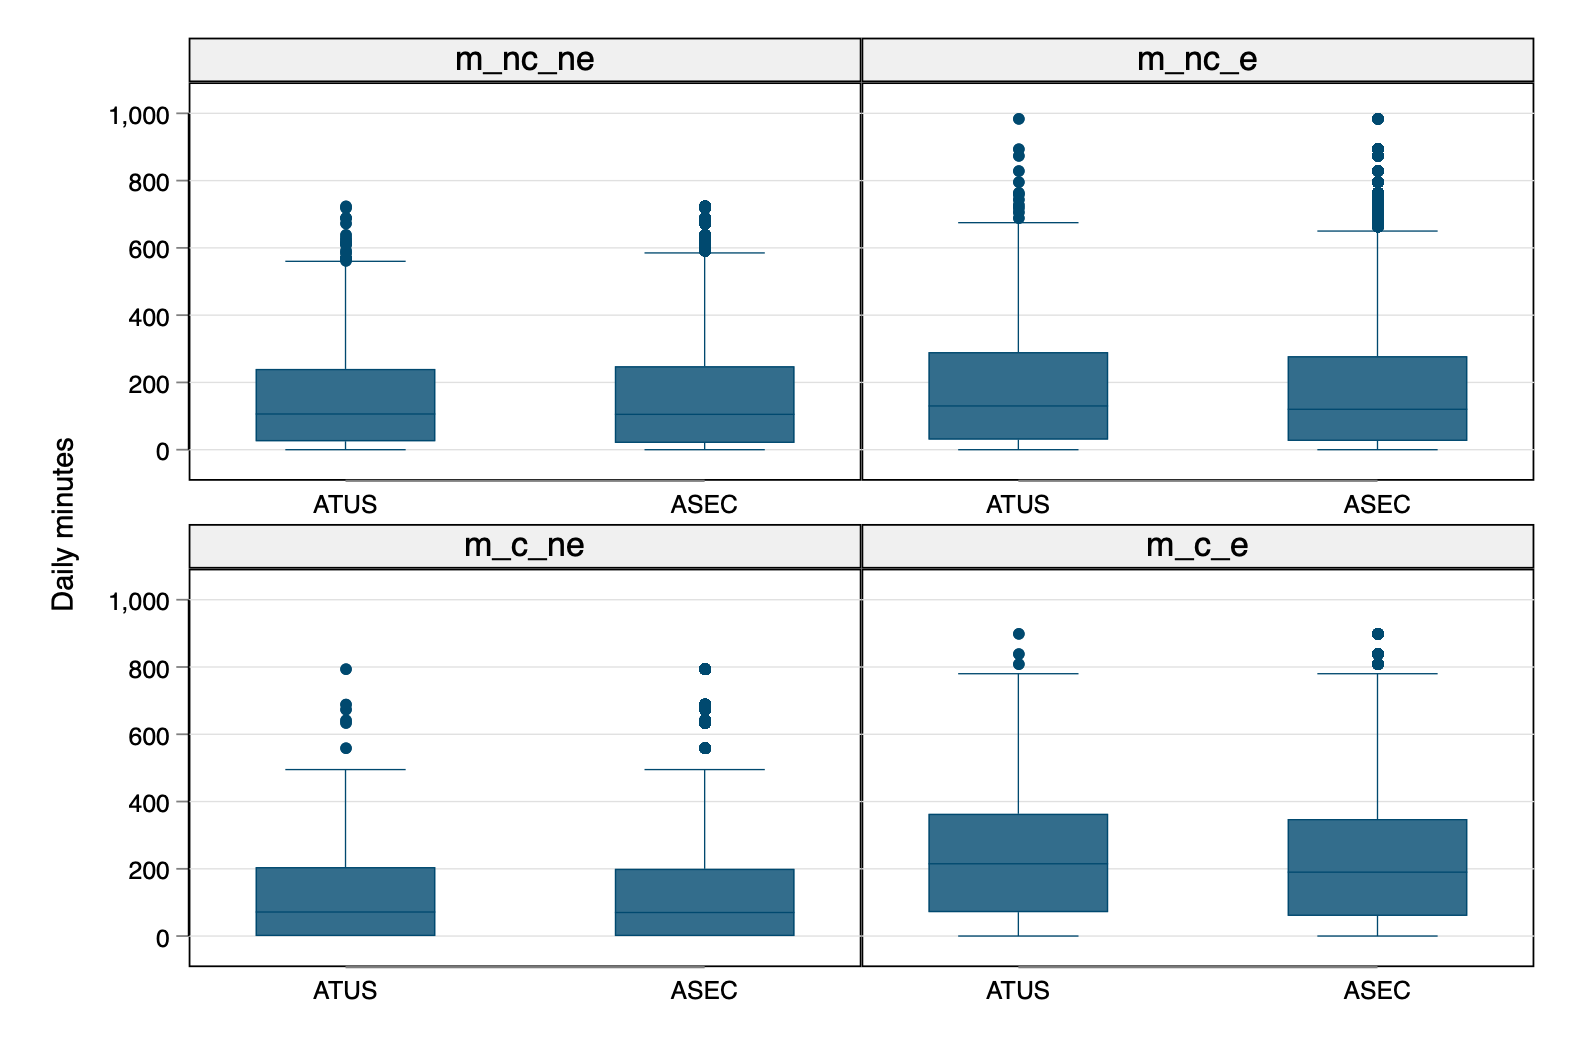 m_nc_ne
m_nc_e
1,000
800
600
400
200
0
ATUS
ASEC
ATUS
ASEC
Daily minutes
m_c_ne
m_c_e
1,000
800
600
400
200
0
ATUS
ASEC
ATUS
ASEC